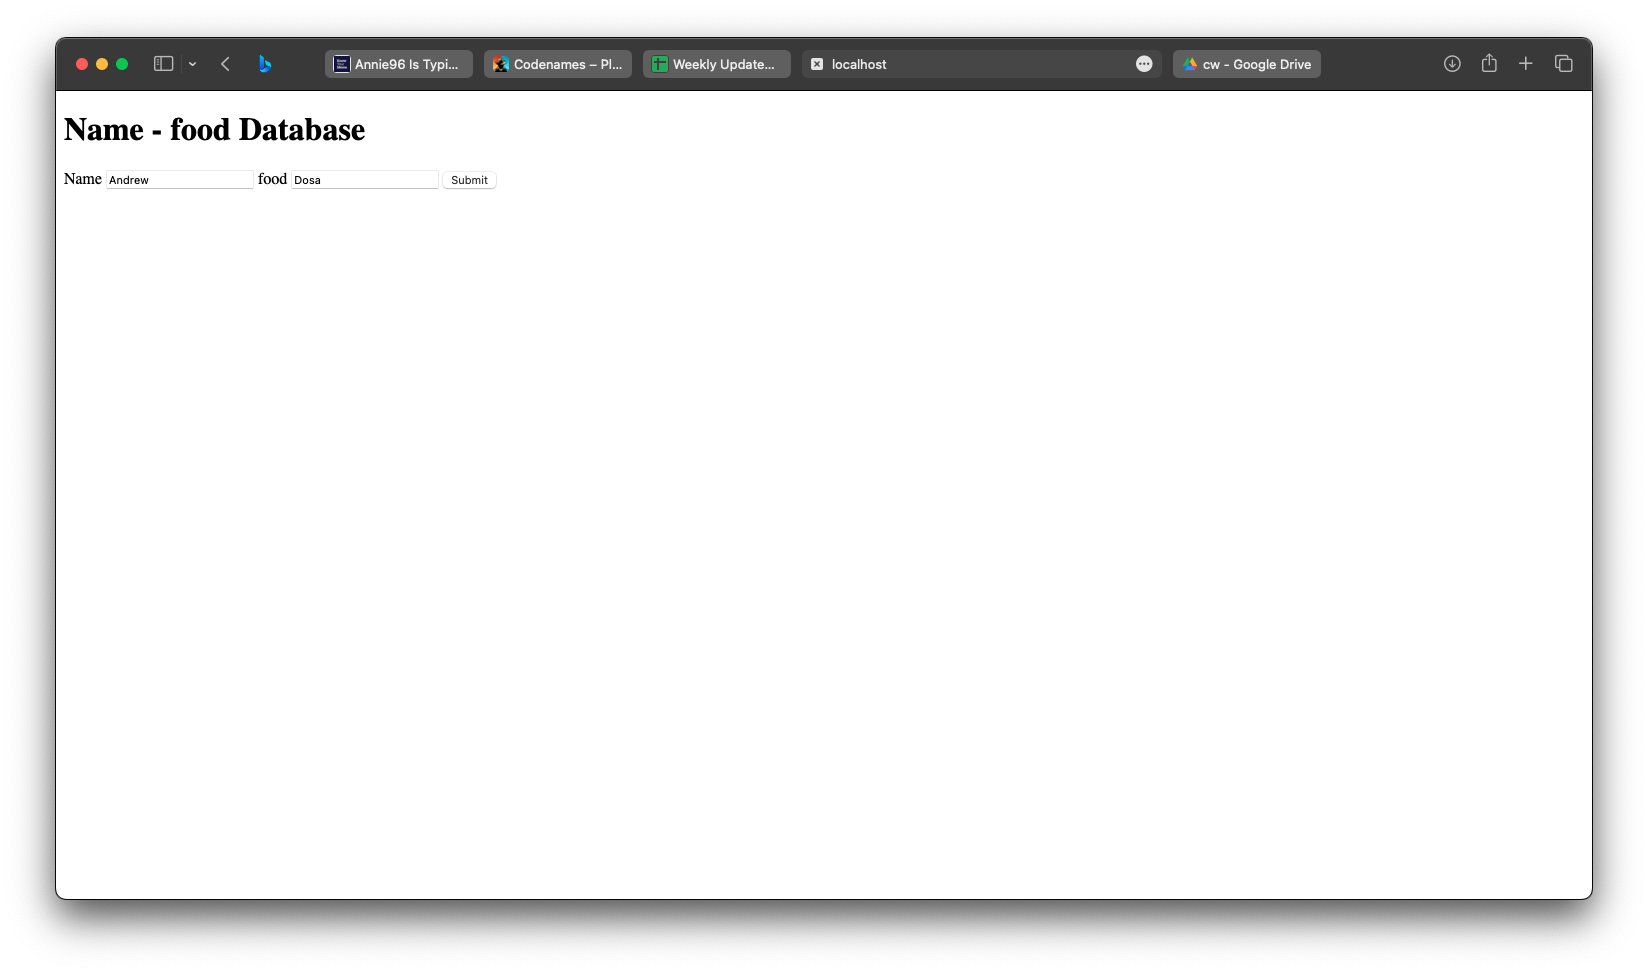 Annie96 Is Typi... Codenames – Pl... Weekly Update... localhost cw - Google Drive
Name - food Database
Name Andrew food Dosa Submit